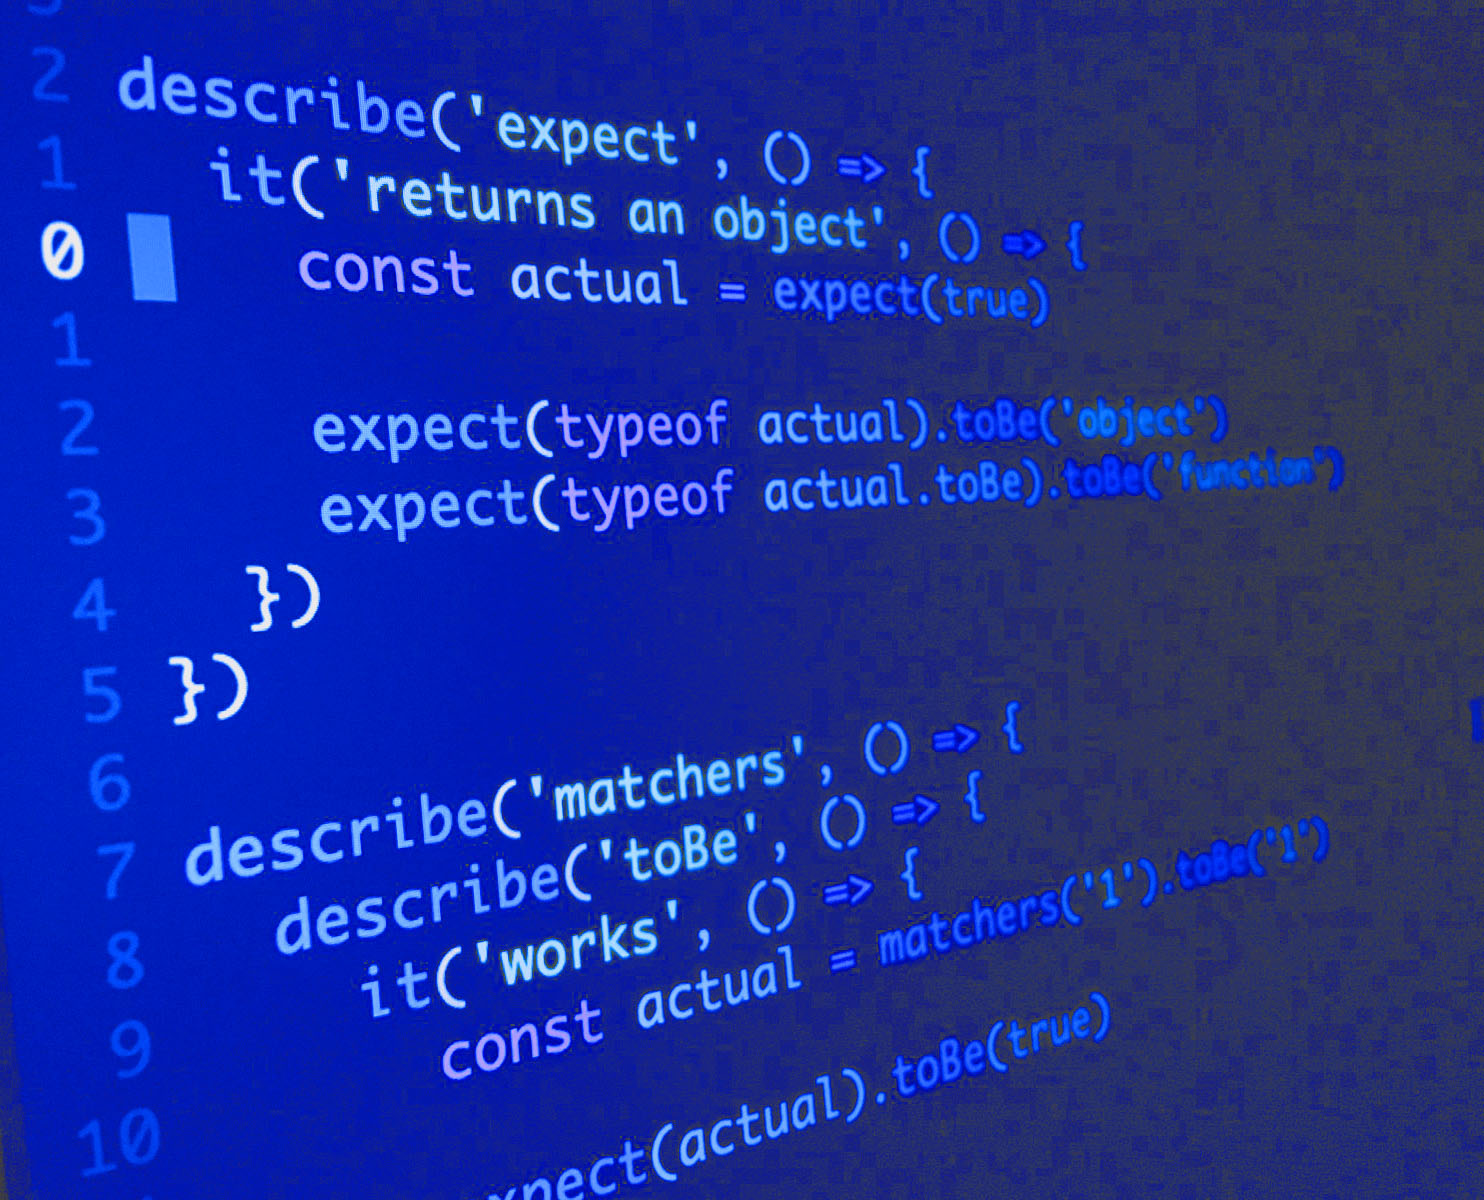 2 describe('expect', () => {
1 it('returns an object', () => {
0 const actual = expect(true)
1
2 expect(typeof actual).toBe('object')
3 expect(typeof actual.toBe).toBe('function')
4 })
5 })
6
7 describe('matchers', () => {
8 describe('toBe', () => {
9 it('works', () => {
10 const actual = matchers('1').toBe('1')
expect(actual).toBe(true)